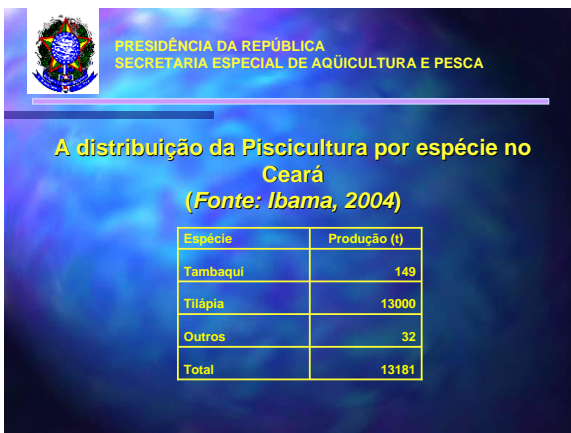 PRESIDÊNCIA DA REPÚBLICA
SECRETARIA ESPECIAL DE AQÜICULTURA E PESCA
A distribuição da Piscicultura por espécie no
Ceará
(Fonte: Ibama, 2004)
Espécie Produção (t)
Tambaqui 149
Tilápia 13000
Outros 32
Total 13181